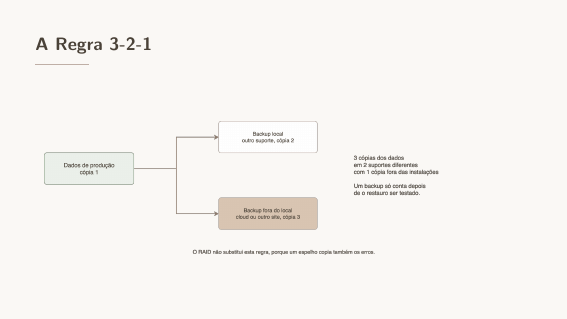 A Regra 3-2-1
Dados de produção
cópia 1
Backup local
outro suporte, cópia 2
Backup fora do local
cloud ou outro site, cópia 3
3 cópias dos dados
em 2 suportes diferentes
com 1 cópia fora das instalações
Um backup só conta depois
de o restauro ser testado.
O RAID não substitui esta regra, porque um espelho copia também os erros.